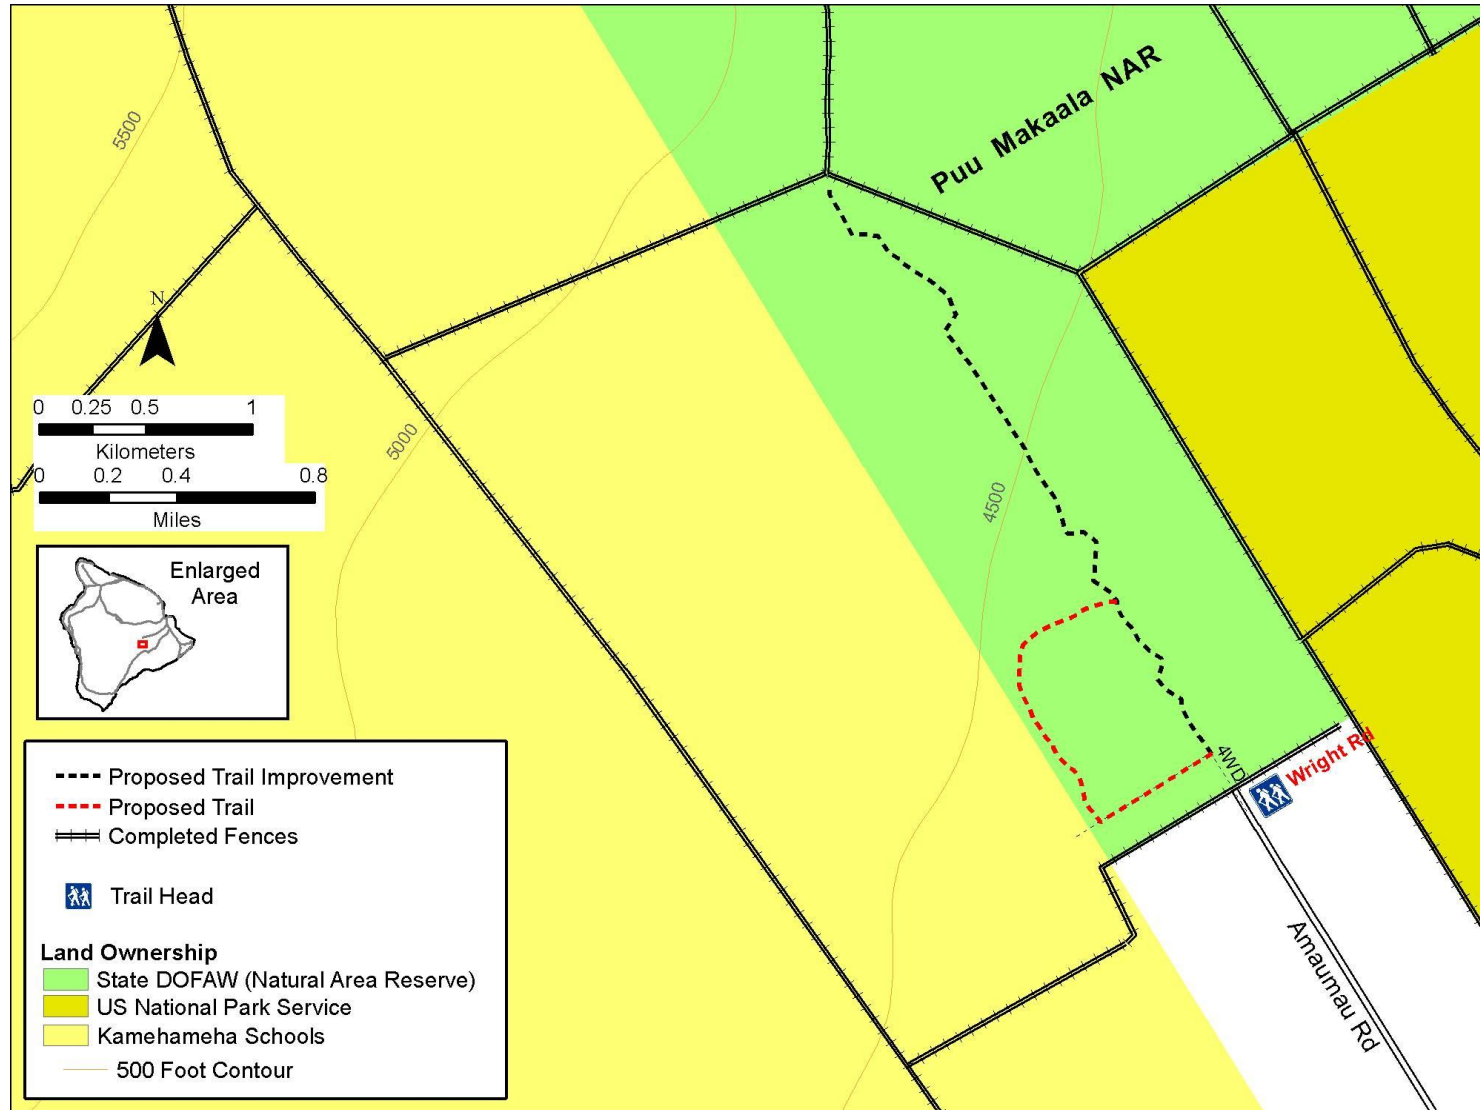 Puu Makaala NAR
5500
N
0 0.25 0.5 1
Kilometers
0 0.2 0.4 0.8
Miles
5000
4500
Enlarged
Area
4WD
Wright Rd
Amaumau Rd
Proposed Trail Improvement
Proposed Trail
Completed Fences
Trail Head
Land Ownership
State DOFAW (Natural Area Reserve)
US National Park Service
Kamehameha Schools
500 Foot Contour